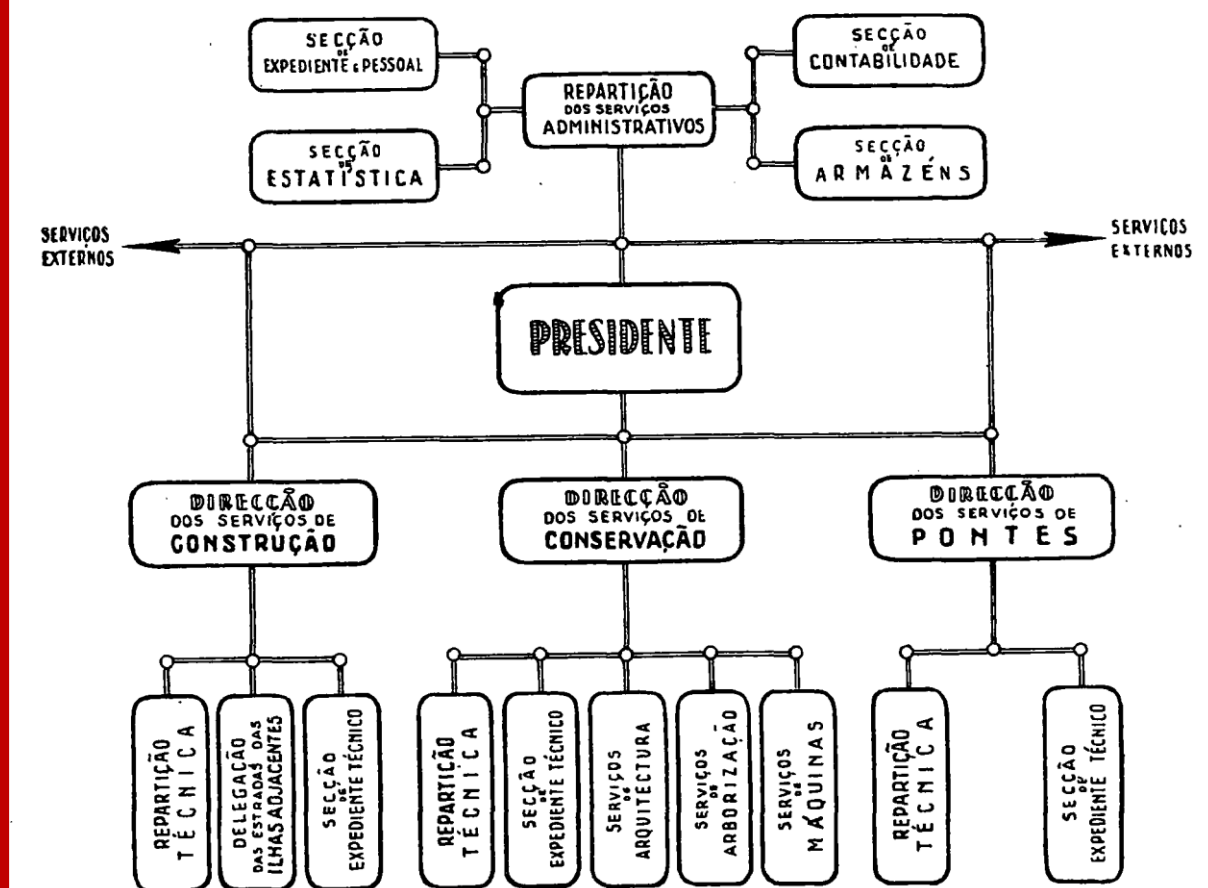 SECÇÃO
DE
EXPEDIENTE E PESSOAL
SECÇÃO
DE
CONTABILIDADE
REPARTIÇÃO
DOS SERVIÇOS
ADMINISTRATIVOS
SECÇÃO
DE
ESTATÍSTICA
SECÇÃO
DE
ARMAZÉNS
SERVIÇOS
EXTERNOS
SERVIÇOS
EXTERNOS
PRESIDENTE
DIRECÇÃO
DOS SERVIÇOS DE
CONSTRUÇÃO
DIRECÇÃO
DOS SERVIÇOS DE
CONSERVAÇÃO
DIRECÇÃO
DOS SERVIÇOS DE
PONTES
REPARTIÇÃO
TÉCNICA
DELEGAÇÃO
DAS ESTRADAS DAS
ILHAS ADJACENTES
SECÇÃO
DE
EXPEDIENTE TÉCNICO
REPARTIÇÃO
TÉCNICA
SECÇÃO
DE
EXPEDIENTE TÉCNICO
SERVIÇOS
DE
ARQUITECTURA
SERVIÇOS
DE
ARBORIZAÇÃO
SERVIÇOS
DE
MÁQUINAS
REPARTIÇÃO
TÉCNICA
SECÇÃO
DE
EXPEDIENTE TÉCNICO